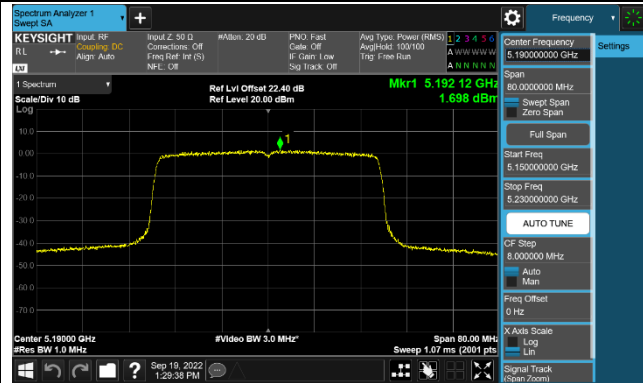 Spectrum Analyzer 1
Swept SA
+
Frequency
KEYSIGHT
RL
LXI
Input: RF
Coupling: DC
Align: Auto
Input Z: 50 Ω
Corrections: Off
Freq Ref: Int (S)
NFE: Off
#Atten: 20 dB
PNO: Fast
Gate: Off
IF Gain: Low
Sig Track: Off
Avg Type: Power (RMS)
Avg|Hold: 100/100
Trig: Free Run
1 2 3 4 5 6
A W W W W W
A N N N N N
1 Spectrum
Scale/Div 10 dB
Log
Ref Lvl Offset 22.40 dB
Ref Level 20.00 dBm
Mkr1 5.192 12 GHz
1.698 dBm
10.0
0.00
-10.0
-20.0
-30.0
-40.0
-50.0
-60.0
-70.0
1
Center 5.19000 GHz
#Res BW 1.0 MHz
#Video BW 3.0 MHz*
Span 80.00 MHz
Sweep 1.07 ms (2001 pts)
Sep 19, 2022
1:29:38 PM
?
Center Frequency
5.190000000 GHz
Settings
Span
80.0000000 MHz
Swept Span
Zero Span
Full Span
Start Freq
5.150000000 GHz
Stop Freq
5.230000000 GHz
AUTO TUNE
CF Step
8.000000 MHz
Auto
Man
Freq Offset
0 Hz
X Axis Scale
Log
Lin
Signal Track
(Span Zoom)